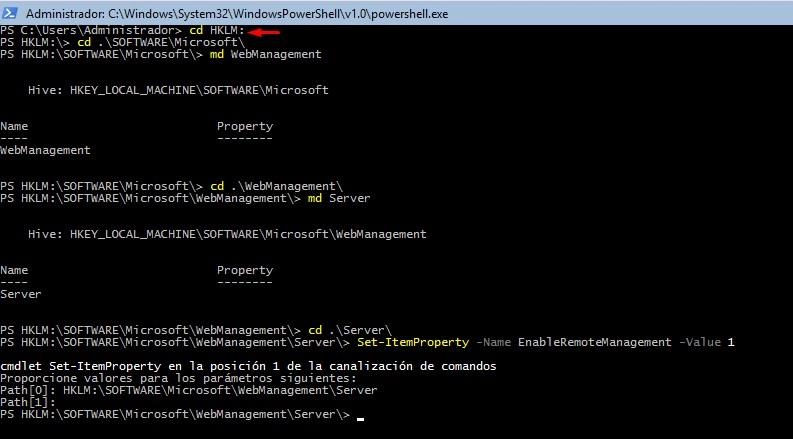 Administrador: C:\Windows\System32\WindowsPowerShell\v1.0\powershell.exe
PS C:\Users\Administrador> cd HKLM:
PS HKLM:\> cd .\SOFTWARE\Microsoft\
PS HKLM:\SOFTWARE\Microsoft\> md WebManagement
Hive: HKEY_LOCAL_MACHINE\SOFTWARE\Microsoft
Name                           Property
----                           --------
WebManagement
PS HKLM:\SOFTWARE\Microsoft\> cd .\WebManagement\
PS HKLM:\SOFTWARE\Microsoft\WebManagement\> md Server
Hive: HKEY_LOCAL_MACHINE\SOFTWARE\Microsoft\WebManagement
Name                           Property
----                           --------
Server
PS HKLM:\SOFTWARE\Microsoft\WebManagement\> cd .\Server\
PS HKLM:\SOFTWARE\Microsoft\WebManagement\Server\> Set-ItemProperty -Name EnableRemoteManagement -Value 1
cmdlet Set-ItemProperty en la posición 1 de la canalización de comandos
Proporcione valores para los parámetros siguientes:
Path[0]: HKLM:\SOFTWARE\Microsoft\WebManagement\Server
Path[1]:
PS HKLM:\SOFTWARE\Microsoft\WebManagement\Server\> _